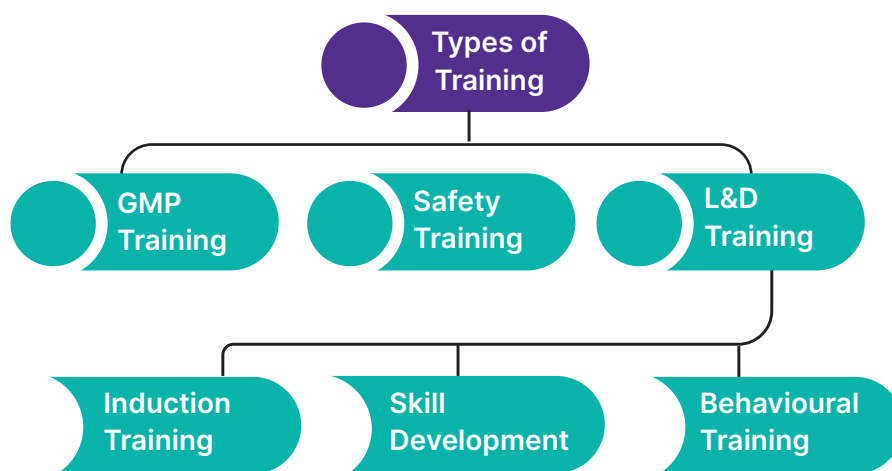 Types of
Training
GMP
Training
Safety
Training
L&D
Training
Induction
Training
Skill
Development
Behavioural
Training